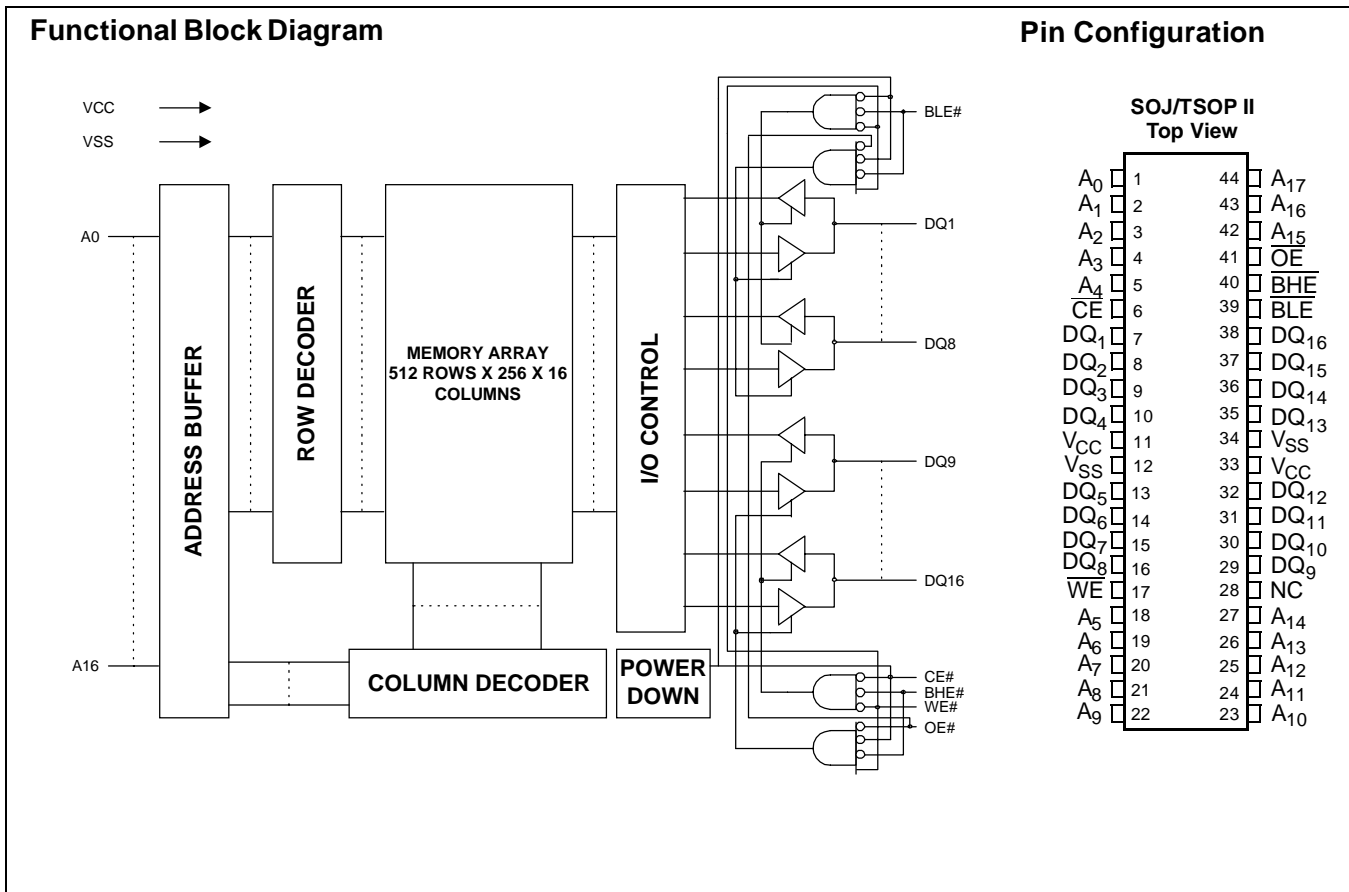 Functional Block Diagram
VCC
VSS
A0
A16
ADDRESS BUFFER
ROW DECODER
MEMORY ARRAY
512 ROWS X 256 X 16
COLUMNS
COLUMN DECODER
I/O CONTROL
POWER
DOWN
BLE#
DQ1
DQ8
DQ9
DQ16
CE#
BHE#
WE#
OE#
Pin Configuration
SOJ/TSOP II
Top View
A0 1 44 A17
A1 2 43 A16
A2 3 42 A15
A3 4 41 OE
A4 5 40 BHE
CE 6 39 BLE
DQ1 7 38 DQ16
DQ2 8 37 DQ15
DQ3 9 36 DQ14
DQ4 10 35 DQ13
VCC 11 34 VSS
VSS 12 33 VCC
DQ5 13 32 DQ12
DQ6 14 31 DQ11
DQ7 15 30 DQ10
DQ8 16 29 DQ9
WE 17 28 NC
A5 18 27 A14
A6 19 26 A13
A7 20 25 A12
A8 21 24 A11
A9 22 23 A10